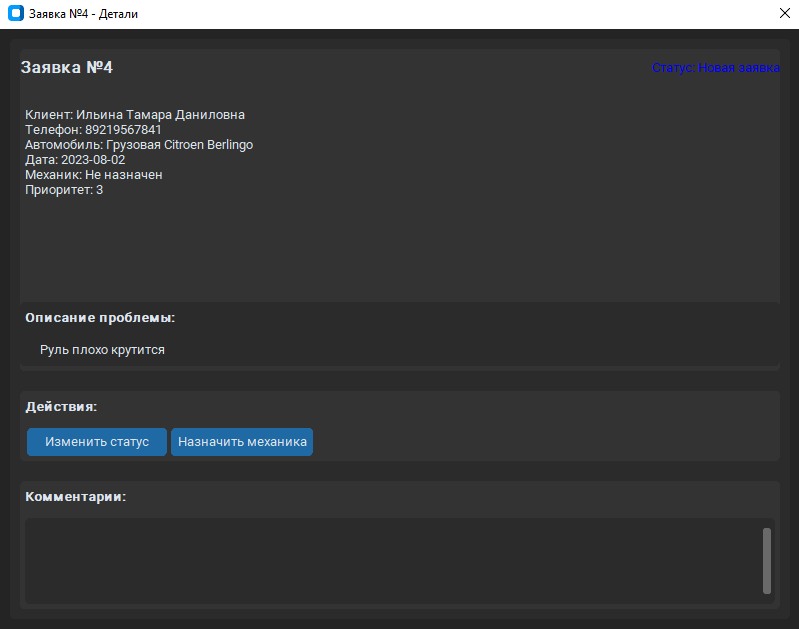 Заявка №4 - Детали
Заявка №4
Статус: Новая заявка
Клиент: Ильина Тамара Даниловна
Телефон: 89219567841
Автомобиль: Грузовая Citroen Berlingo
Дата: 2023-08-02
Механик: Не назначен
Приоритет: 3
Описание проблемы:
Руль плохо крутится
Действия:
Изменить статус
Назначить механика
Комментарии: